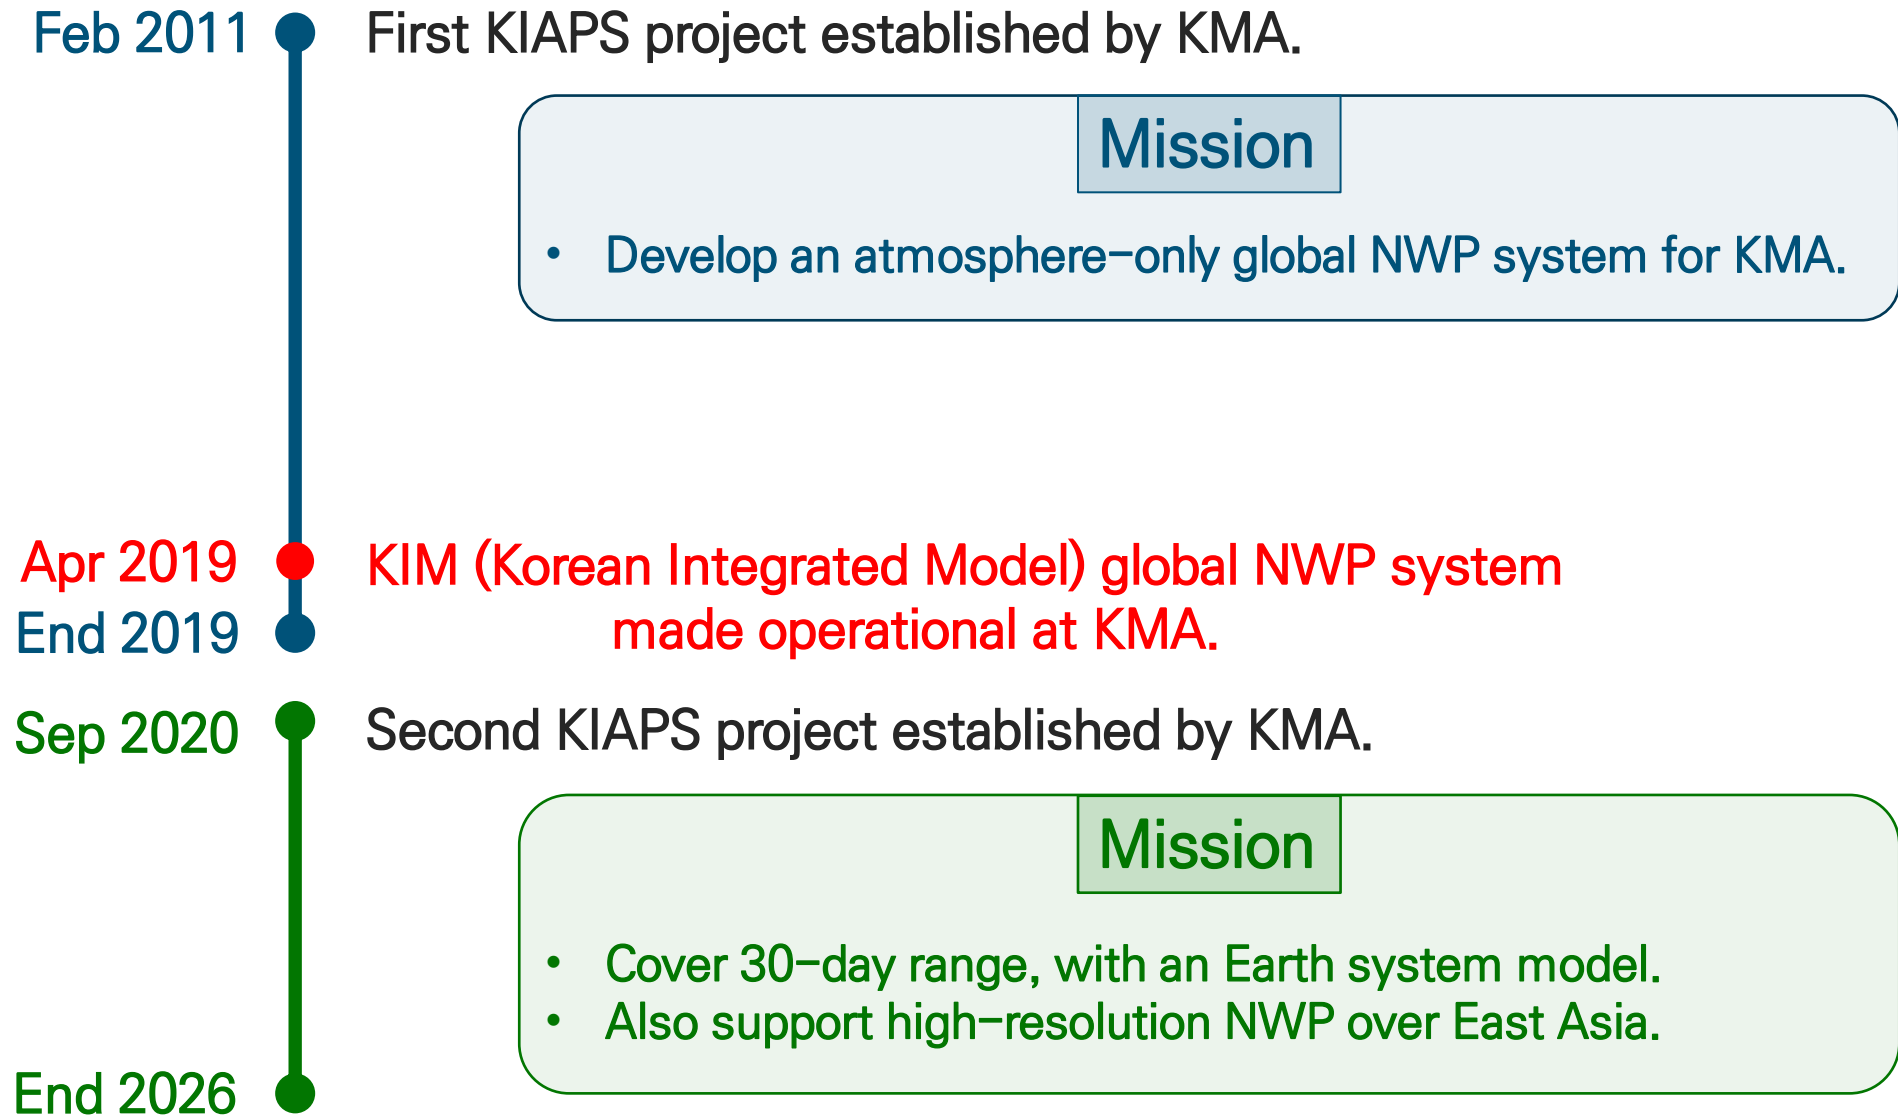 Feb 2011 First KIAPS project established by KMA.
Mission
• Develop an atmosphere-only global NWP system for KMA.
Apr 2019 KIM (Korean Integrated Model) global NWP system
made operational at KMA.
End 2019
Sep 2020 Second KIAPS project established by KMA.
Mission
• Cover 30-day range, with an Earth system model.
• Also support high-resolution NWP over East Asia.
End 2026